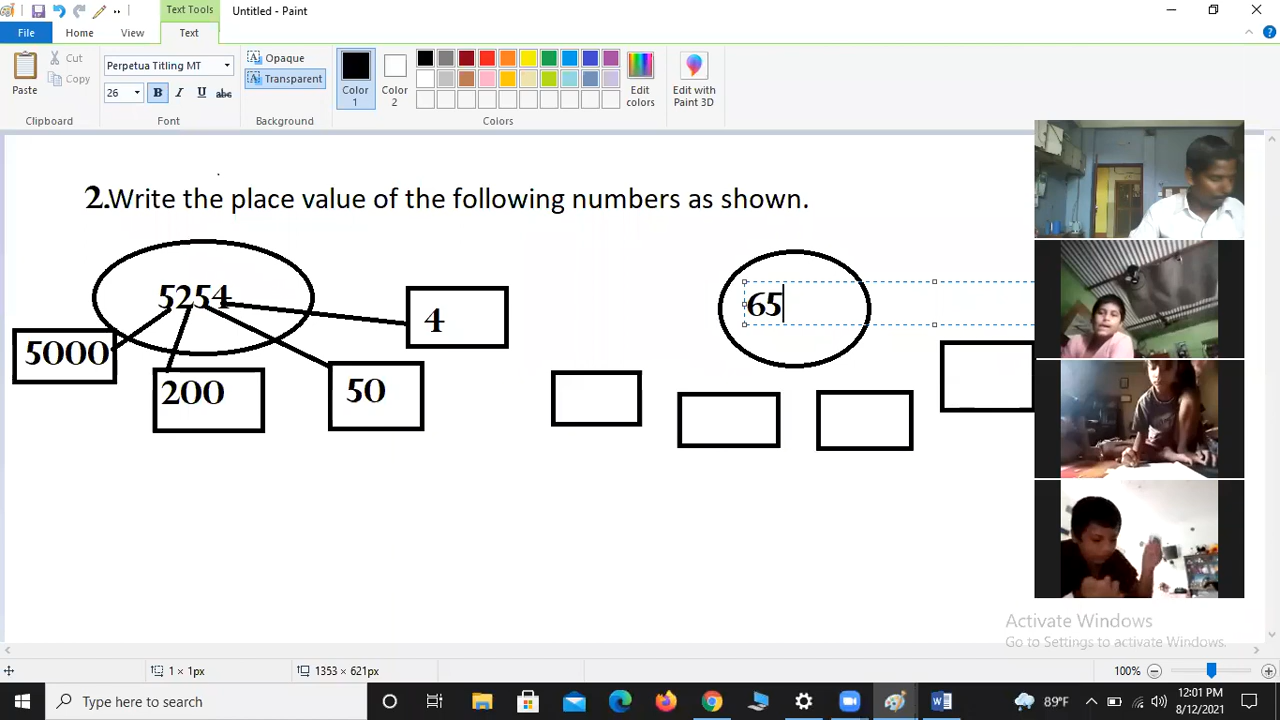 Text Tools
Untitled - Paint
File
Home
View
Text
Paste
Cut
Copy
Perpetua Titling MT
26
B
I
U
abc
Opaque
Transparent
Color 1
Color 2
Edit colors
Edit with Paint 3D
Clipboard
Font
Background
Colors
2.Write the place value of the following numbers as shown.
5254
65
4
5000
200
50
Activate Windows
Go to Settings to activate Windows.
1 × 1px
1353 × 621px
100%
Type here to search
89°F
12:01 PM
8/12/2021